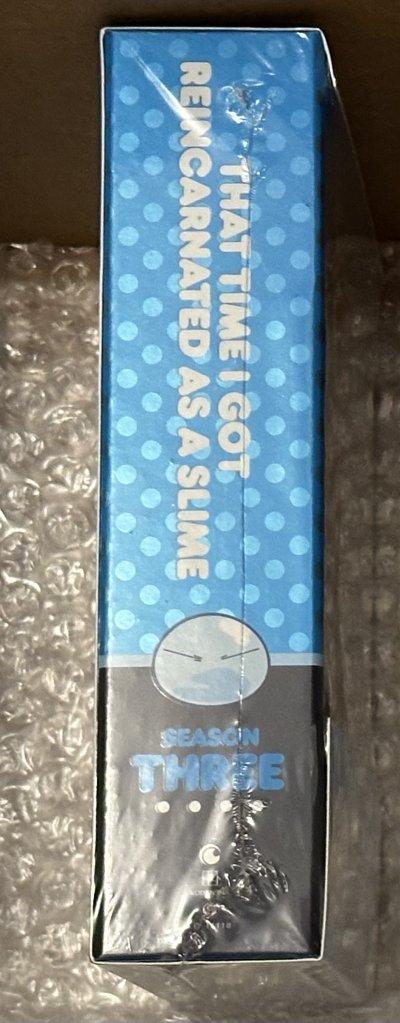 THAT TIME I GOT
REINCARNATED AS A SLIME
SEASON
THREE